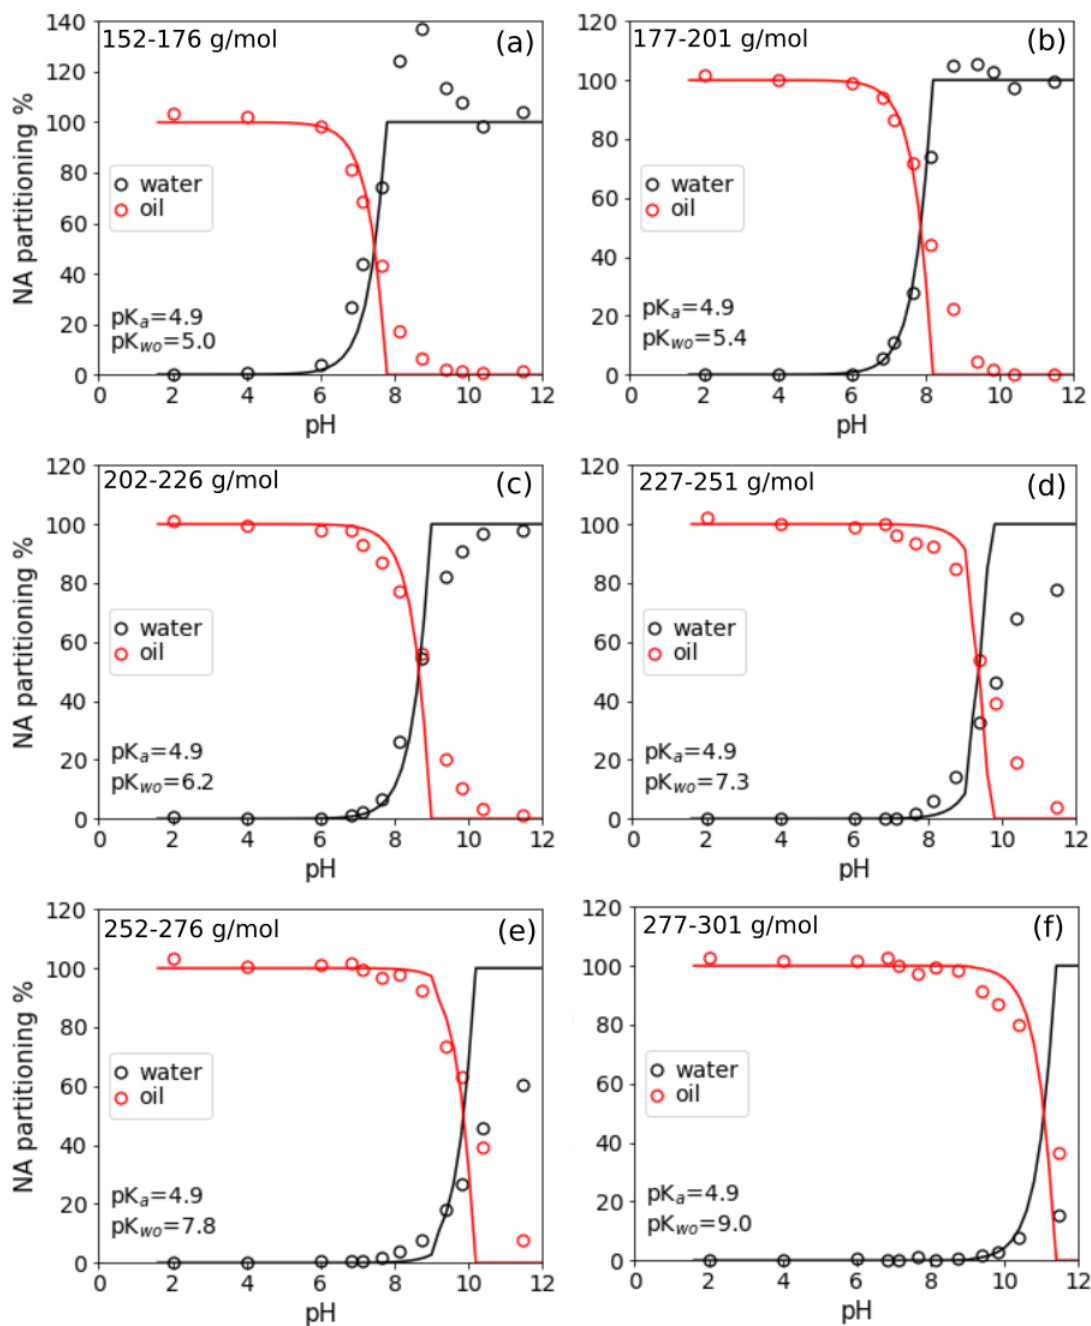 152-176 g/mol
(a)
140
120
100
80
60
40
20
0
NA partitioning %
water
oil
pKa=4.9
pKwo=5.0
0 2 4 6 8 10 12
pH
177-201 g/mol
(b)
120
100
80
60
40
20
0
water
oil
pKa=4.9
pKwo=5.4
0 2 4 6 8 10 12
pH
202-226 g/mol
(c)
120
100
80
60
40
20
0
NA partitioning %
water
oil
pKa=4.9
pKwo=6.2
0 2 4 6 8 10 12
pH
227-251 g/mol
(d)
120
100
80
60
40
20
0
water
oil
pKa=4.9
pKwo=7.3
0 2 4 6 8 10 12
pH
252-276 g/mol
(e)
120
100
80
60
40
20
0
NA partitioning %
water
oil
pKa=4.9
pKwo=7.8
0 2 4 6 8 10 12
pH
277-301 g/mol
(f)
120
100
80
60
40
20
0
water
oil
pKa=4.9
pKwo=9.0
0 2 4 6 8 10 12
pH